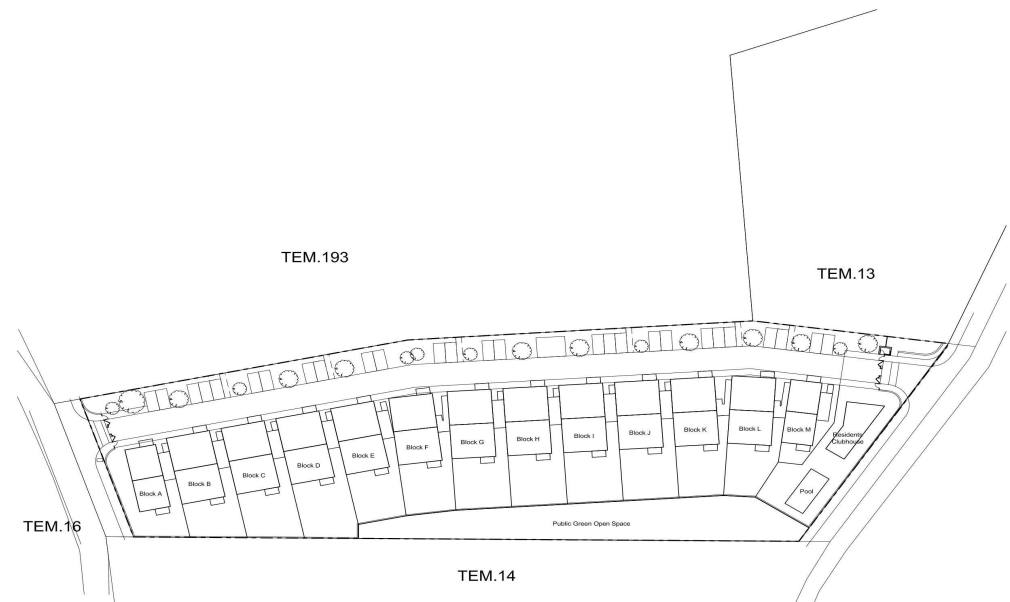 TEM.193
TEM.13
Block A
Block B
Block C
Block D
Block E
Block F
Block G
Block H
Block I
Block J
Block K
Block L
Block M
Residents
Clubhouse
Pool
Public Green Open Space
TEM.16
TEM.14